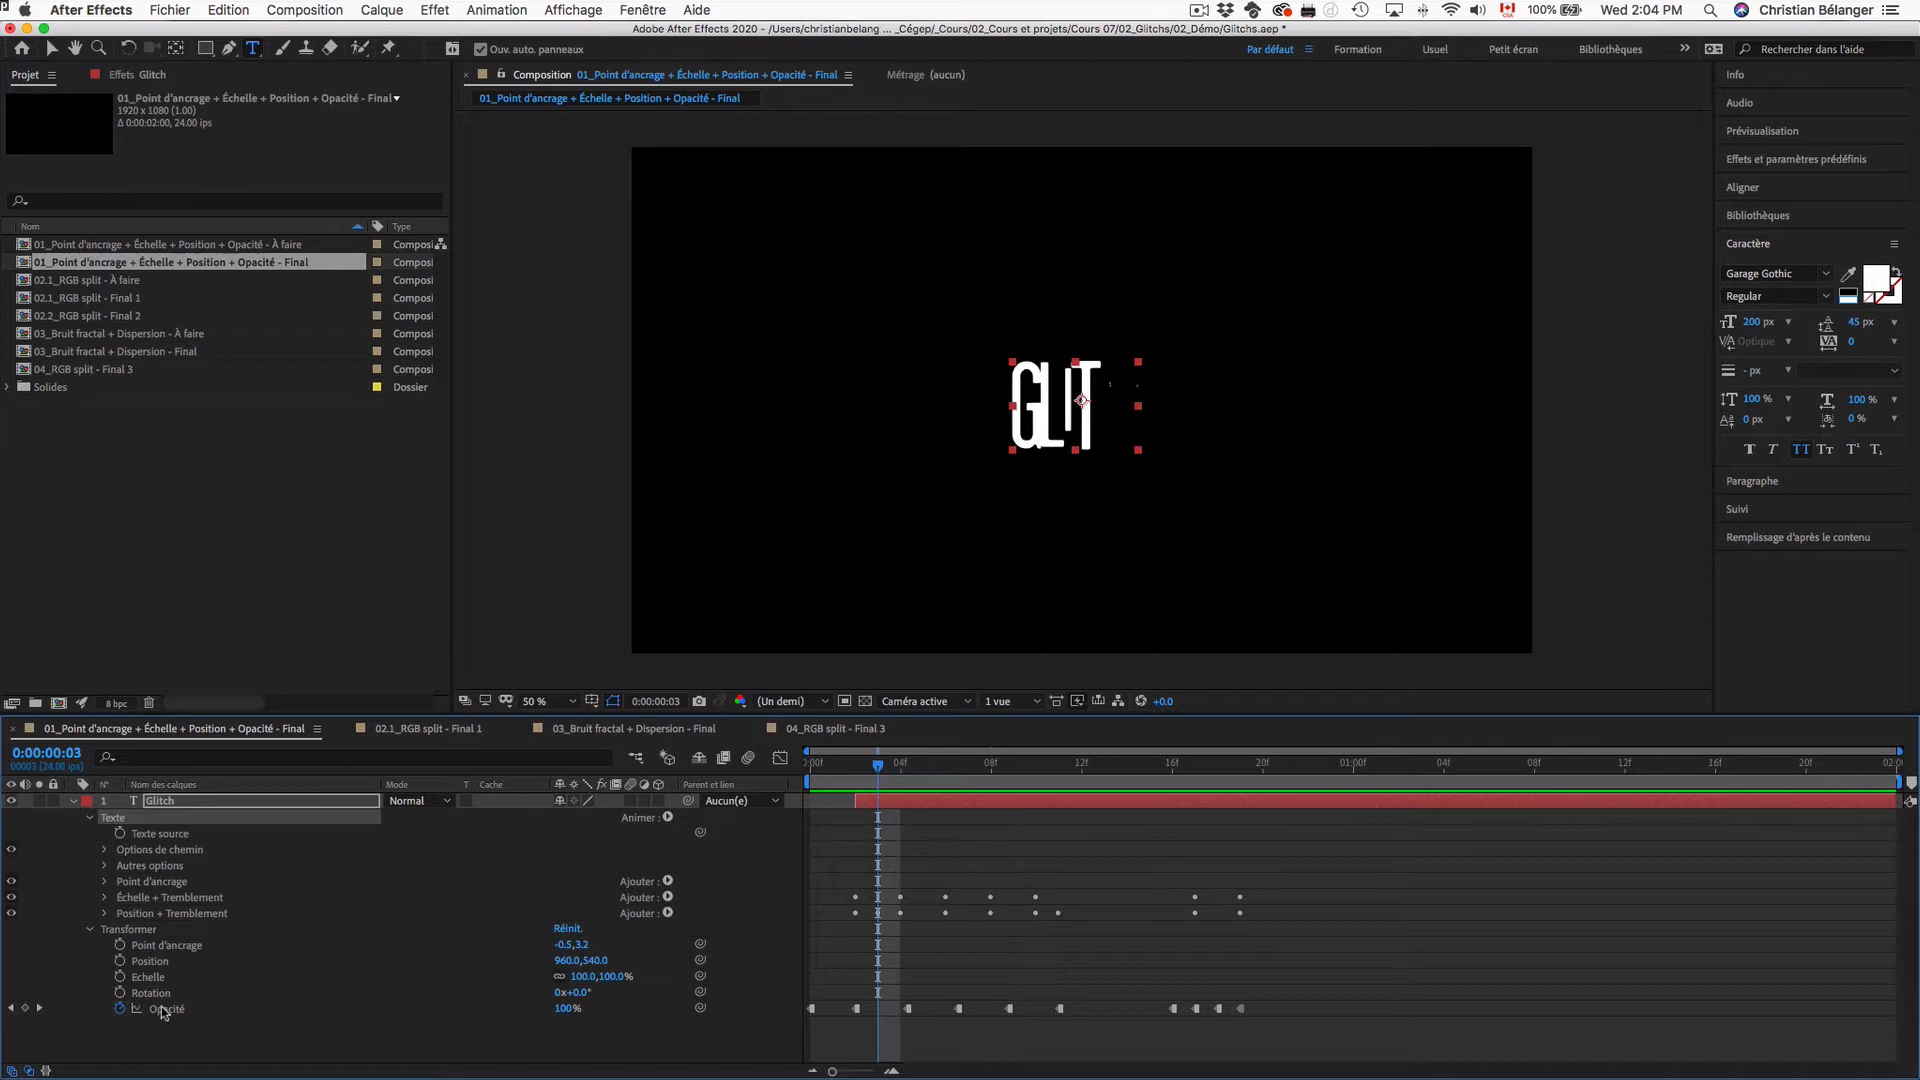 After Effects Fichier Edition Composition Calque Effet Animation Affichage Fenêtre Aide
100% Wed 2:04 PM Christian Bélanger
Adobe After Effects 2020 - /Users/christianbelang ... _Cégep/_Cours/02_Cours et projets/Cours 07/02_Glitchs/02_Démo/Glitchs.aep *
Ouv. auto. panneaux
Par défaut Formation Usuel Petit écran Bibliothèques Rechercher dans l'aide
Projet Effets Glitch
Composition 01_Point d'ancrage + Échelle + Position + Opacité - Final Métrage (aucun)
01_Point d'ancrage + Échelle + Position + Opacité - Final
01_Point d'ancrage + Échelle + Position + Opacité - Final
1920 x 1080 (1.00)
Δ 0:00:02:00, 24.00 ips
Nom Type
01_Point d'ancrage + Échelle + Position + Opacité - À faire Composi
01_Point d'ancrage + Échelle + Position + Opacité - Final Composi
02.1_RGB split - À faire Composi
02.1_RGB split - Final 1 Composi
02.2_RGB split - Final 2 Composi
03_Bruit fractal + Dispersion - À faire Composi
03_Bruit fractal + Dispersion - Final Composi
04_RGB split - Final 3 Composi
Solides Dossier
GLIT
Info
Audio
Prévisualisation
Effets et paramètres prédéfinis
Aligner
Bibliothèques
Caractère
Garage Gothic
Regular
200 px 45 px
Optique 0
- px
100 % 100 %
0 px 0 %
T T TT Tт T¹ T₁
Paragraphe
Suivi
Remplissage d'après le contenu
8 bpc
50 % 0:00:00:03 (Un demi) Caméra active 1 vue +0.0
01_Point d'ancrage + Échelle + Position + Opacité - Final 02.1_RGB split - Final 1 03_Bruit fractal + Dispersion - Final 04_RGB split - Final 3
0:00:00:03
00003 (24.00 ips)
:00f 04f 08f 12f 16f 20f 01:00f 04f 08f 12f 16f 20f 02:0
N° Nom des calques Mode T Cache fx Parent et lien
1 T Glitch Normal Aucun(e)
Texte Animer :
Texte source
Options de chemin
Autres options
Point d'ancrage Ajouter :
Échelle + Tremblement Ajouter :
Position + Tremblement Ajouter :
Transformer Réinit.
Point d'ancrage -0.5,3.2
Position 960.0,540.0
Echelle 100.0,100.0%
Rotation 0x+0.0°
Opacité 100%